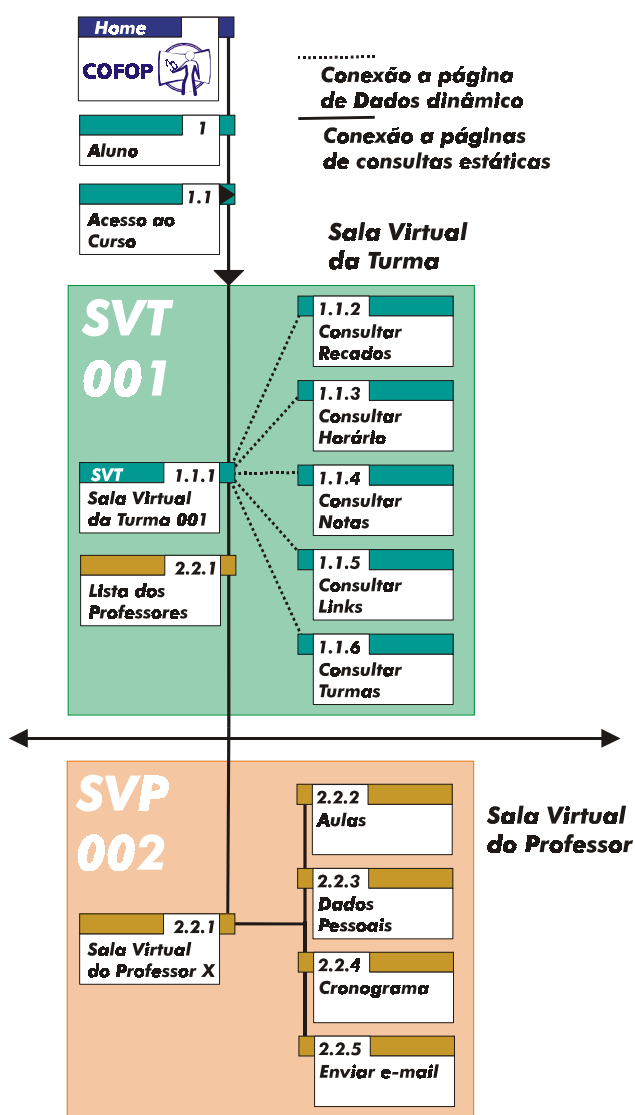 Home
COFOP
Conexão a página
de Dados dinâmico
Conexão a páginas
de consultas estáticas
1
Aluno
1.1
Acesso ao
Curso
Sala Virtual
da Turma
SVT
001
1.1.2
Consultar
Recados
1.1.3
Consultar
Horário
SVT 1.1.1
Sala Virtual
da Turma 001
1.1.4
Consultar
Notas
2.2.1
Lista dos
Professores
1.1.5
Consultar
Links
1.1.6
Consultar
Turmas
SVP
002
Sala Virtual
do Professor
2.2.2
Aulas
2.2.3
Dados
Pessoais
2.2.1
Sala Virtual
do Professor X
2.2.4
Cronograma
2.2.5
Enviar e-mail